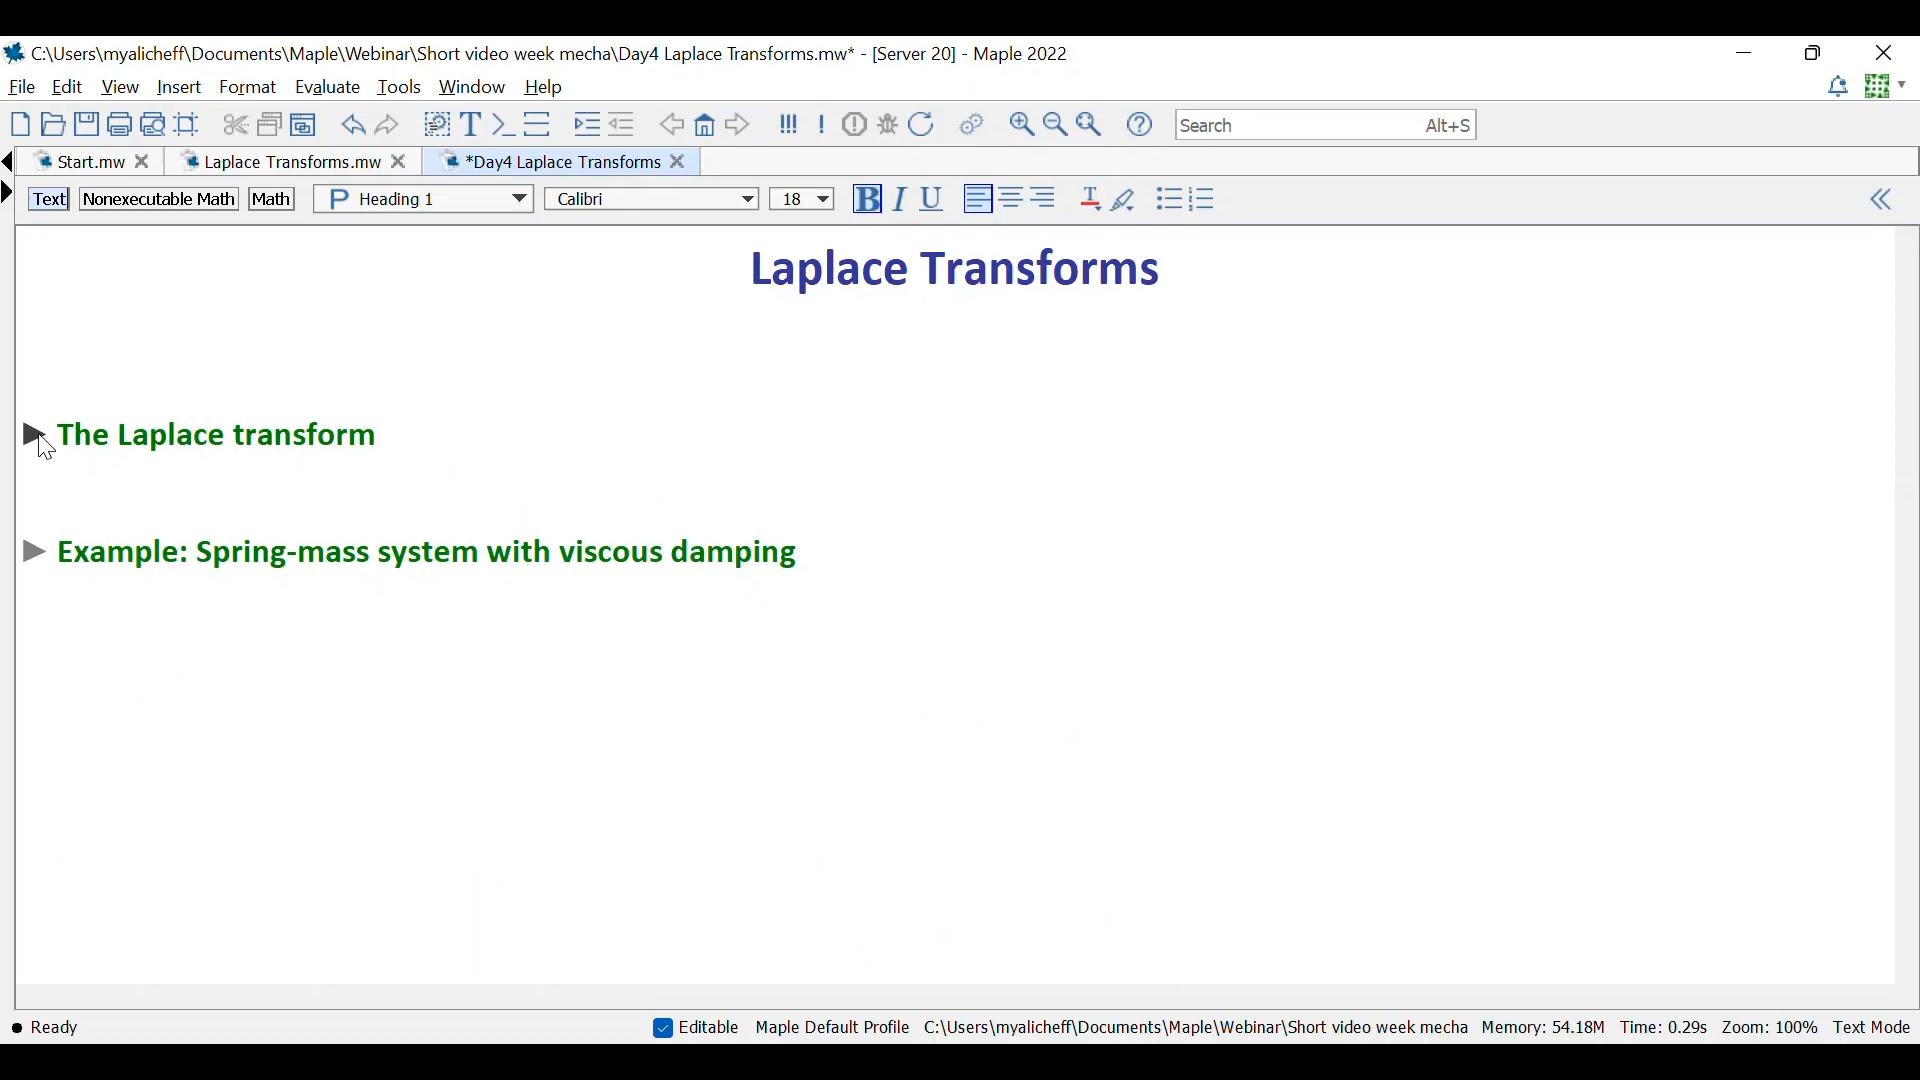 C:\Users\myalicheff\Documents\Maple\Webinar\Short video week mecha\Day4 Laplace Transforms.mw* - [Server 20] - Maple 2022
File Edit View Insert Format Evaluate Tools Window Help
Search Alt+S
Start.mw Laplace Transforms.mw *Day4 Laplace Transforms
Text Nonexecutable Math Math P Heading 1 Calibri 18 B I U
Laplace Transforms
The Laplace transform
Example: Spring-mass system with viscous damping
Ready Editable Maple Default Profile C:\Users\myalicheff\Documents\Maple\Webinar\Short video week mecha Memory: 54.18M Time: 0.29s Zoom: 100% Text Mode